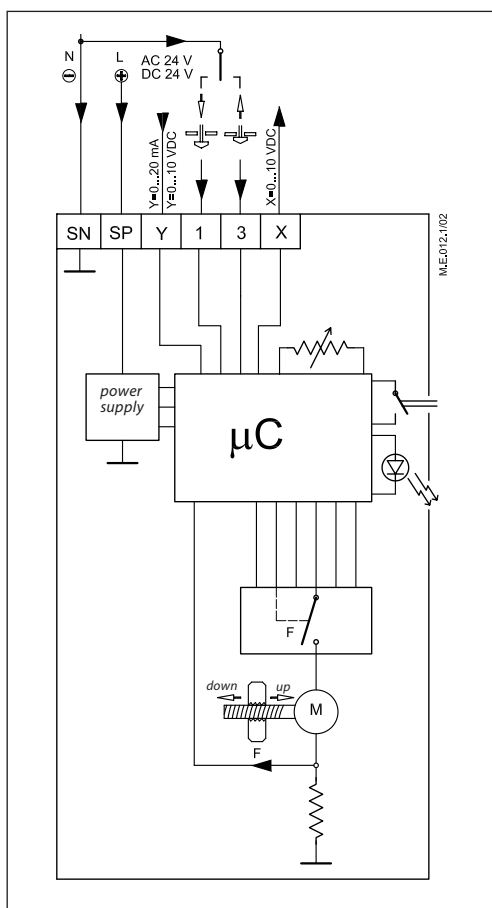 N L AC 24 V
DC 24 V
Y=0...20 mA
Y=0...10 VDC
X=0...10 VDC
SN SP Y 1 3 X
M.E.012.1/02
power
supply
µC
F
down up
M
F